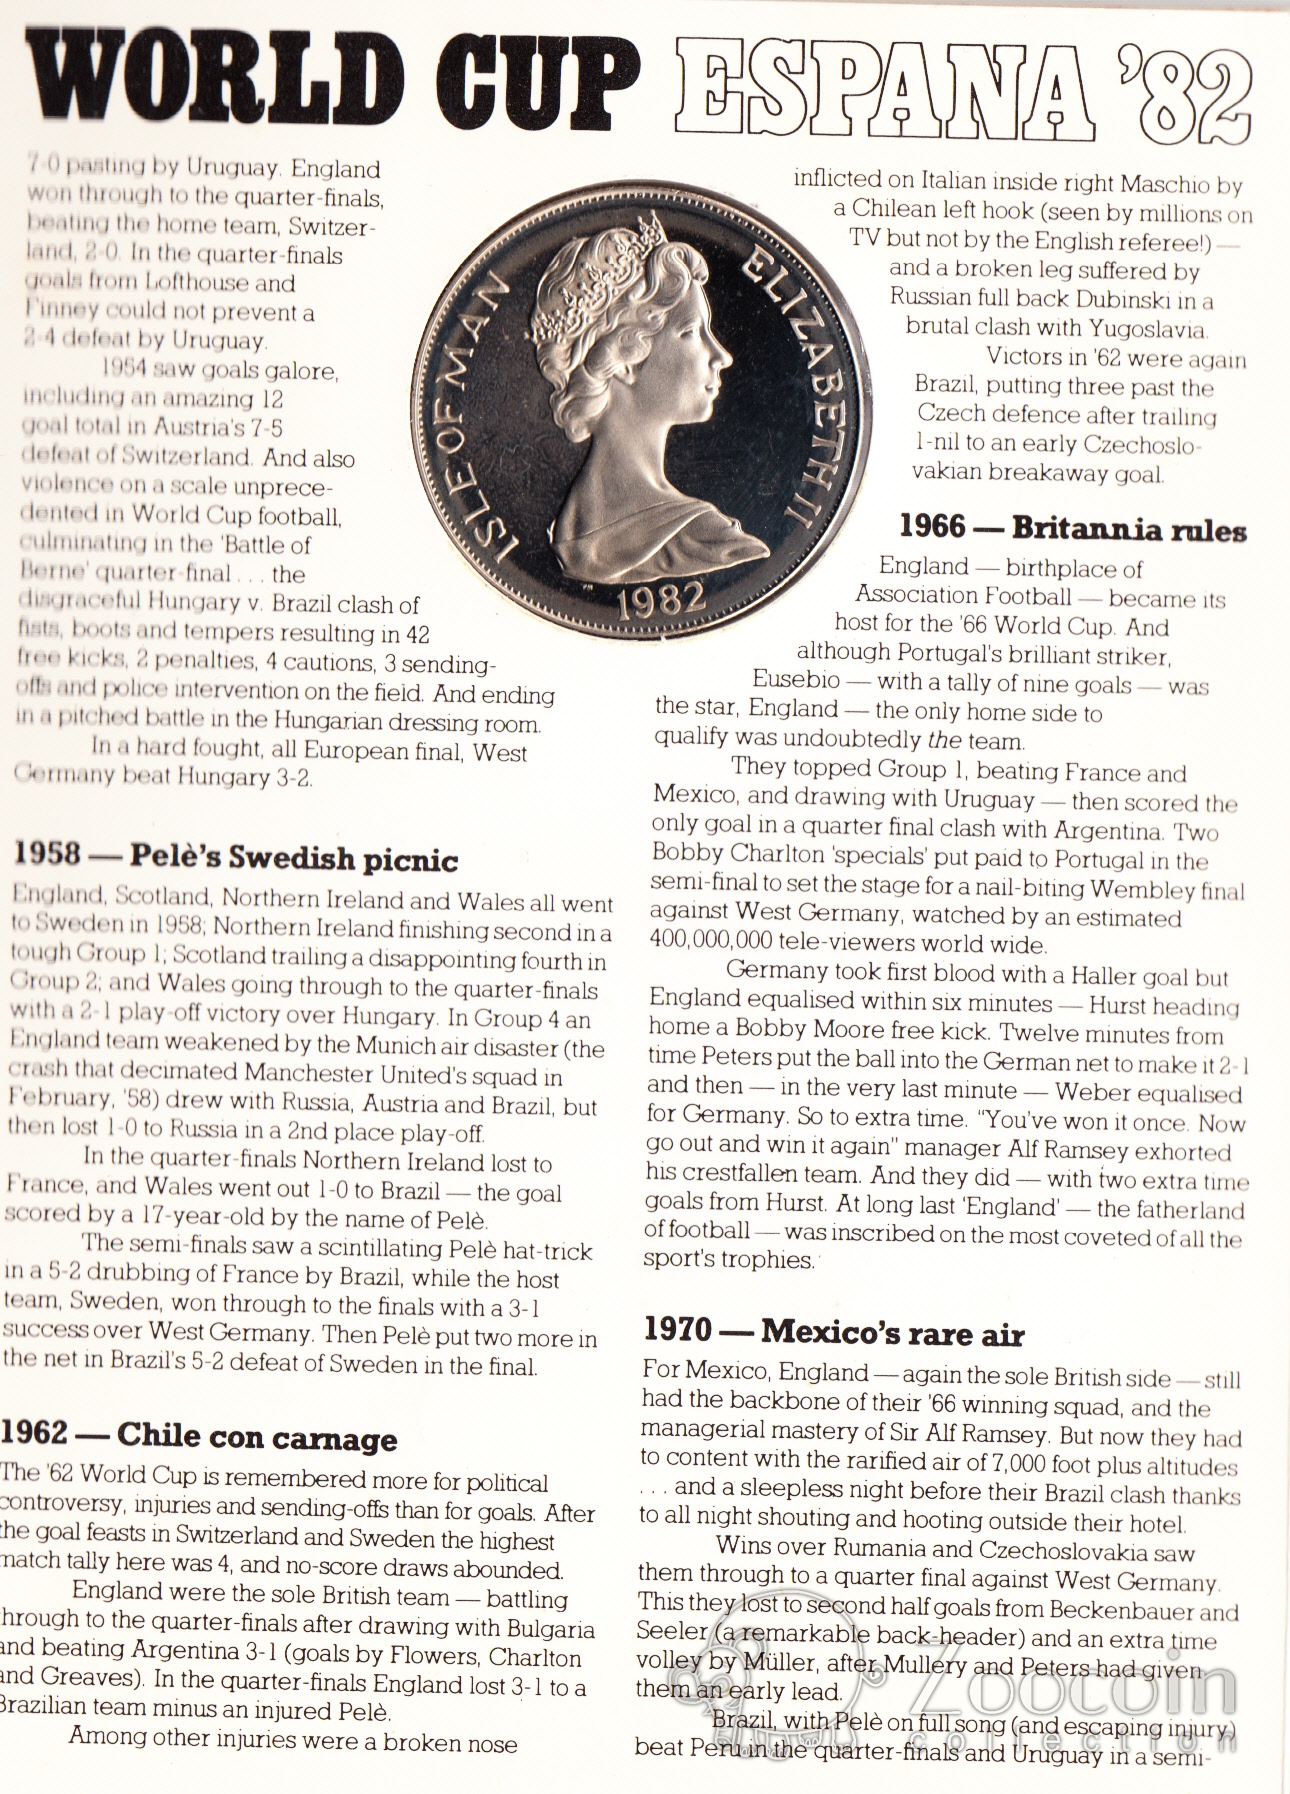 WORLD CUP ESPANA '82
7-0 pasting by Uruguay. England
won through to the quarter-finals,
beating the home team, Switzer-
land, 2-0. In the quarter-finals
goals from Lofthouse and
Finney could not prevent a
2-4 defeat by Uruguay.
1954 saw goals galore,
including an amazing 12
goal total in Austria's 7-5
defeat of Switzerland. And also
violence on a scale unprece-
dented in World Cup football,
culminating in the 'Battle of
Berne' quarter-final . . . the
disgraceful Hungary v. Brazil clash of
fists, boots and tempers resulting in 42
free kicks, 2 penalties, 4 cautions, 3 sending-
offs and police intervention on the field. And ending
in a pitched battle in the Hungarian dressing room.
In a hard fought, all European final, West
Germany beat Hungary 3-2.
1958 — Pelè's Swedish picnic
England, Scotland, Northern Ireland and Wales all went
to Sweden in 1958; Northern Ireland finishing second in a
tough Group 1; Scotland trailing a disappointing fourth in
Group 2; and Wales going through to the quarter-finals
with a 2-1 play-off victory over Hungary. In Group 4 an
England team weakened by the Munich air disaster (the
crash that decimated Manchester United's squad in
February, '58) drew with Russia, Austria and Brazil, but
then lost 1-0 to Russia in a 2nd place play-off.
In the quarter-finals Northern Ireland lost to
France, and Wales went out 1-0 to Brazil — the goal
scored by a 17-year-old by the name of Pelè.
The semi-finals saw a scintillating Pelè hat-trick
in a 5-2 drubbing of France by Brazil, while the host
team, Sweden, won through to the finals with a 3-1
success over West Germany. Then Pelè put two more in
the net in Brazil's 5-2 defeat of Sweden in the final.
1962 — Chile con carnage
The '62 World Cup is remembered more for political
controversy, injuries and sending-offs than for goals. After
the goal feasts in Switzerland and Sweden the highest
match tally here was 4, and no-score draws abounded.
England were the sole British team — battling
through to the quarter-finals after drawing with Bulgaria
and beating Argentina 3-1 (goals by Flowers, Charlton
and Greaves). In the quarter-finals England lost 3-1 to a
Brazilian team minus an injured Pelè.
Among other injuries were a broken nose
ISLE OF MAN
ELIZABETH II
1982
inflicted on Italian inside right Maschio by
a Chilean left hook (seen by millions on
TV but not by the English referee!) —
and a broken leg suffered by
Russian full back Dubinski in a
brutal clash with Yugoslavia.
Victors in '62 were again
Brazil, putting three past the
Czech defence after trailing
1-nil to an early Czechoslo-
vakian breakaway goal.
1966 — Britannia rules
England — birthplace of
Association Football — became its
host for the '66 World Cup. And
although Portugal's brilliant striker,
Eusebio — with a tally of nine goals — was
the star, England — the only home side to
qualify was undoubtedly the team.
They topped Group 1, beating France and
Mexico, and drawing with Uruguay — then scored the
only goal in a quarter final clash with Argentina. Two
Bobby Charlton 'specials' put paid to Portugal in the
semi-final to set the stage for a nail-biting Wembley final
against West Germany, watched by an estimated
400,000,000 tele-viewers world wide.
Germany took first blood with a Haller goal but
England equalised within six minutes — Hurst heading
home a Bobby Moore free kick. Twelve minutes from
time Peters put the ball into the German net to make it 2-1
and then — in the very last minute — Weber equalised
for Germany. So to extra time. "You've won it once. Now
go out and win it again" manager Alf Ramsey exhorted
his crestfallen team. And they did — with two extra time
goals from Hurst. At long last 'England' — the fatherland
of football — was inscribed on the most coveted of all the
sport's trophies.
1970 — Mexico's rare air
For Mexico, England — again the sole British side — still
had the backbone of their '66 winning squad, and the
managerial mastery of Sir Alf Ramsey. But now they had
to content with the rarified air of 7,000 foot plus altitudes
. . . and a sleepless night before their Brazil clash thanks
to all night shouting and hooting outside their hotel.
Wins over Rumania and Czechoslovakia saw
them through to a quarter final against West Germany.
This they lost to second half goals from Beckenbauer and
Seeler (a remarkable back-header) and an extra time
volley by Müller, after Mullery and Peters had given
them an early lead.
Brazil, with Pelè on full song (and escaping injury)
beat Peru in the quarter-finals and Uruguay in a semi-
Zoocoin
collection